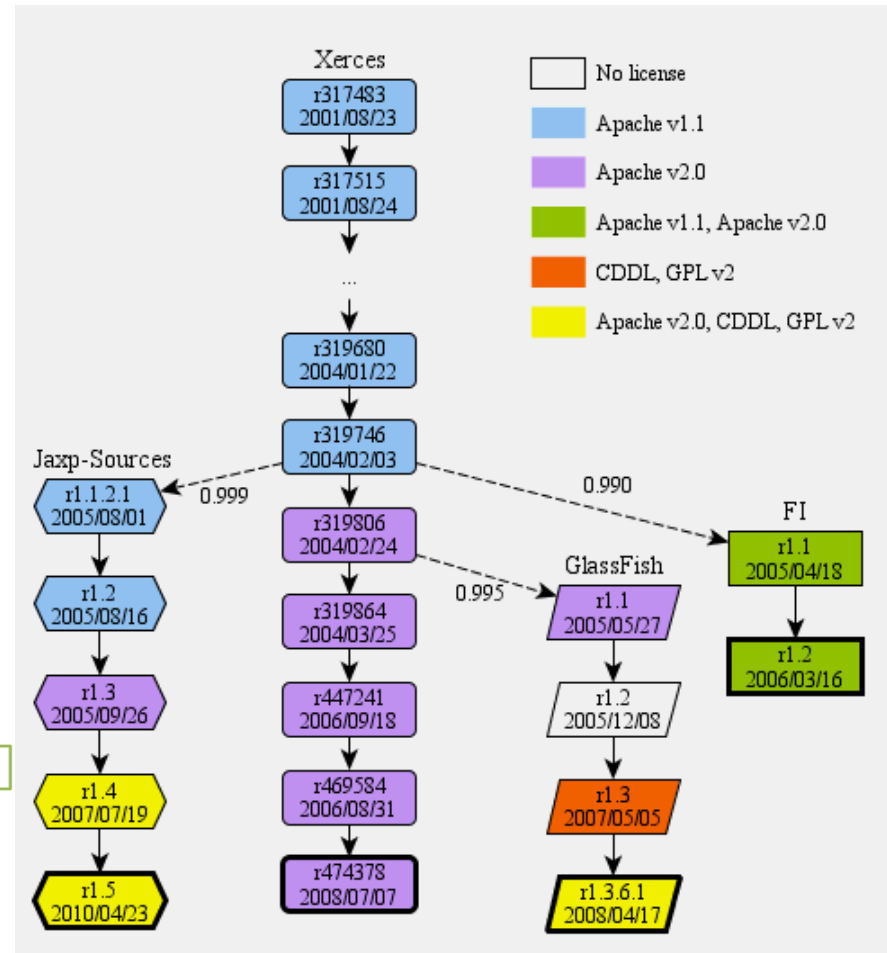 Xerces
r317483
2001/08/23
r317515
2001/08/24
...
r319680
2004/01/22
r319746
2004/02/03
r319806
2004/02/24
r319864
2004/03/25
r447241
2006/09/18
r469584
2006/08/31
r474378
2008/07/07
No license
Apache v1.1
Apache v2.0
Apache v1.1, Apache v2.0
CDDL, GPL v2
Apache v2.0, CDDL, GPL v2
Jaxp-Sources
0.999
r1.1.2.1
2005/08/01
r1.2
2005/08/16
r1.3
2005/09/26
r1.4
2007/07/19
r1.5
2010/04/23
0.995
GlassFish
r1.1
2005/05/27
r1.2
2005/12/08
r1.3
2007/05/05
r1.3.6.1
2008/04/17
0.990
FI
r1.1
2005/04/18
r1.2
2006/03/16